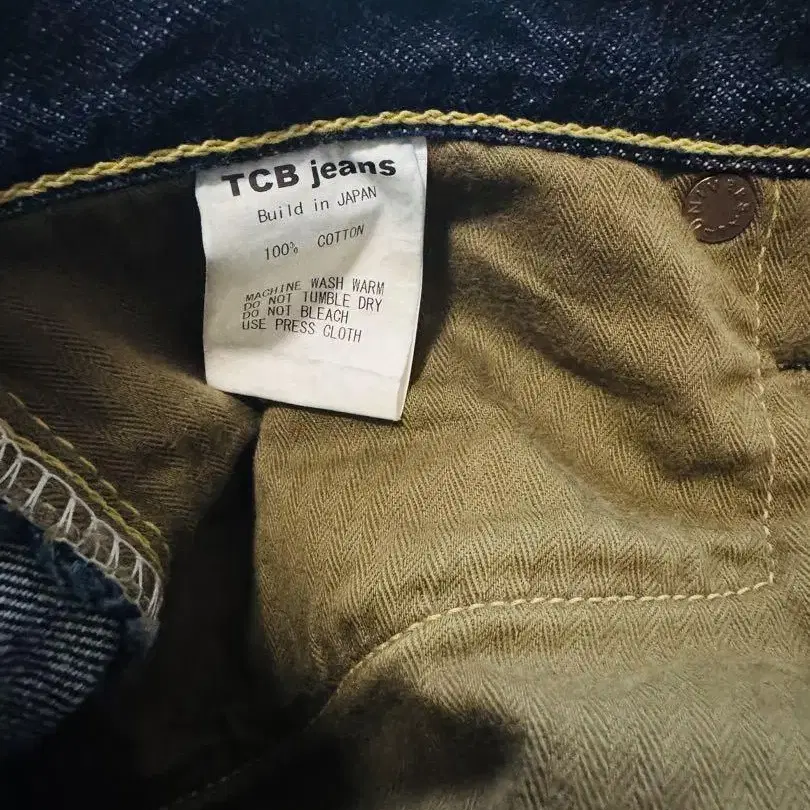 TCB jeans
Build in JAPAN
100% COTTON
MACHINE WASH WARM
DO NOT TUMBLE DRY
DO NOT BLEACH
USE PRESS CLOTH